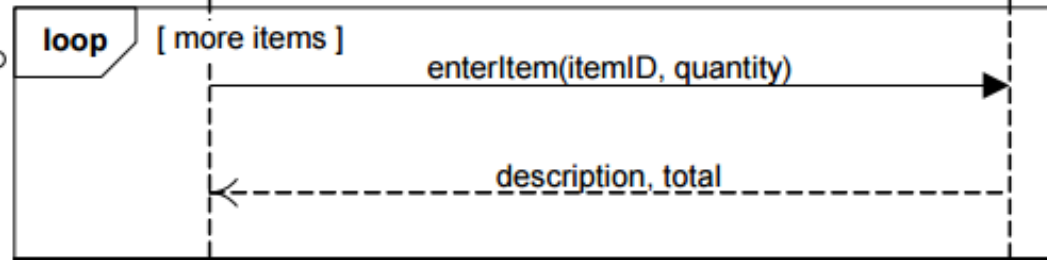 loop [ more items ]
enterItem(itemID, quantity)
description, total